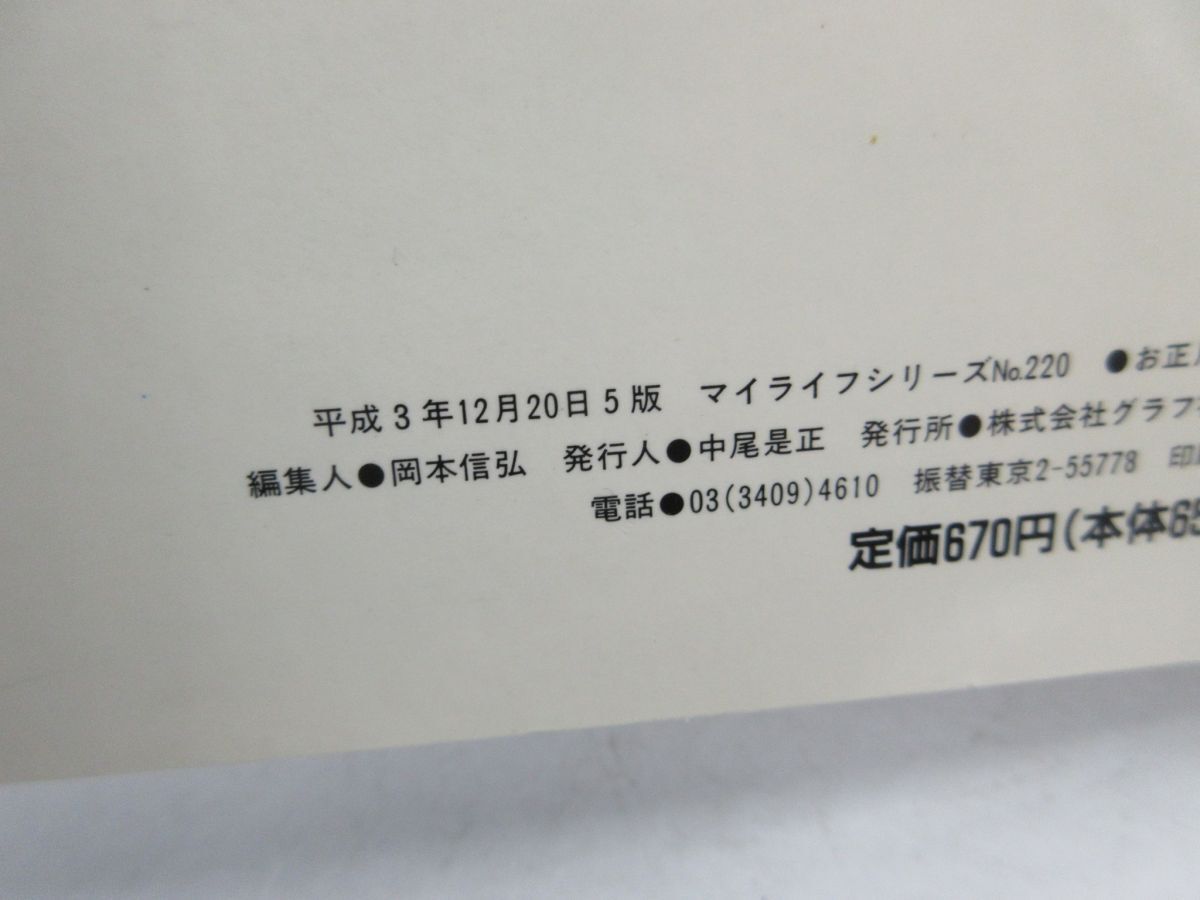 平成3年12月20日5版 マイライフシリーズNo.220 ●お正
編集人●岡本信弘 発行人●中尾是正 発行所●株式会社グラフ
電話●03(3409)4610 振替東京2-55778 印
定価670円(本体65